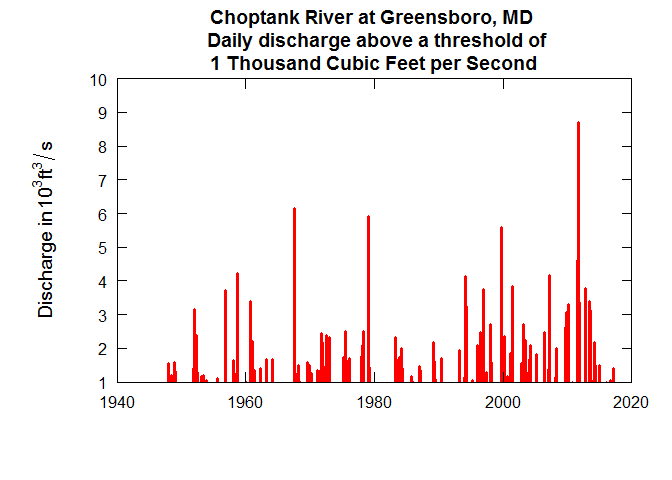 Choptank River at Greensboro, MD
Daily discharge above a threshold of
1 Thousand Cubic Feet per Second
Discharge in 10³ft³/s
10
9
8
7
6
5
4
3
2
1
1940 1960 1980 2000 2020